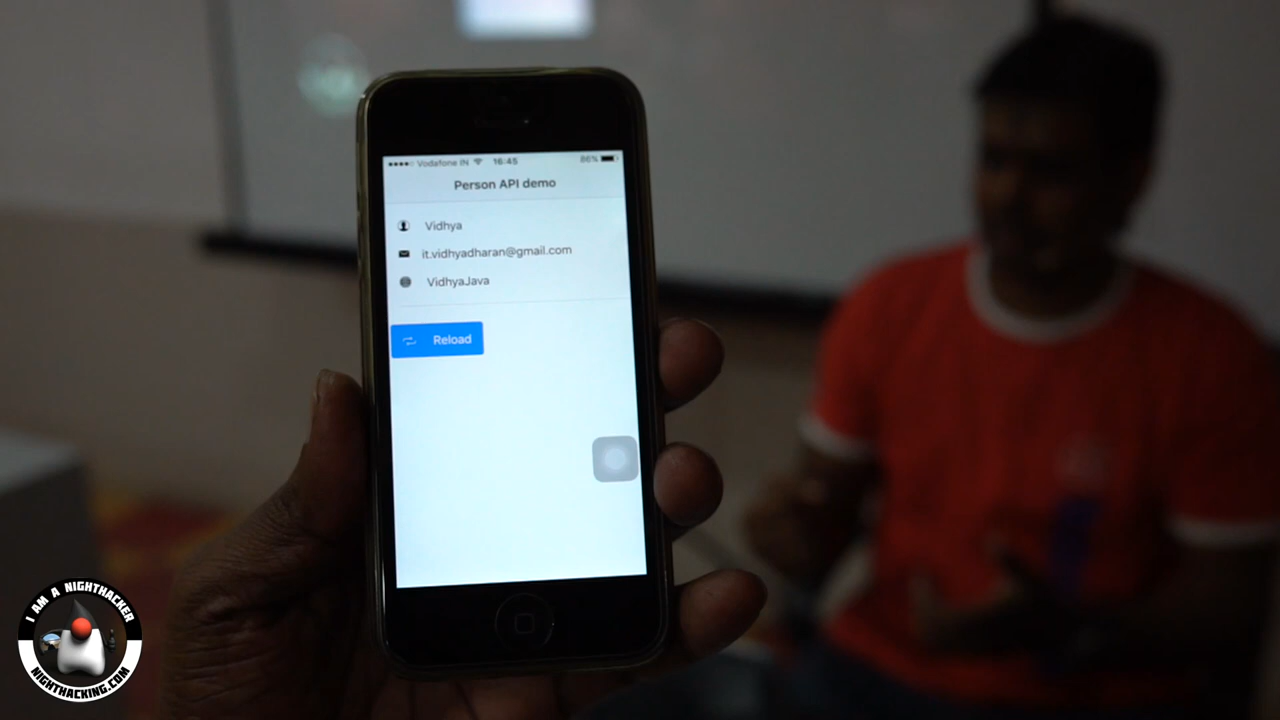 Vodafone IN 16:45 86%
Person API demo
Vidhya
it.vidhyadharan@gmail.com
VidhyaJava
Reload
I AM A NIGHTHACKER
NIGHTHACKING.COM